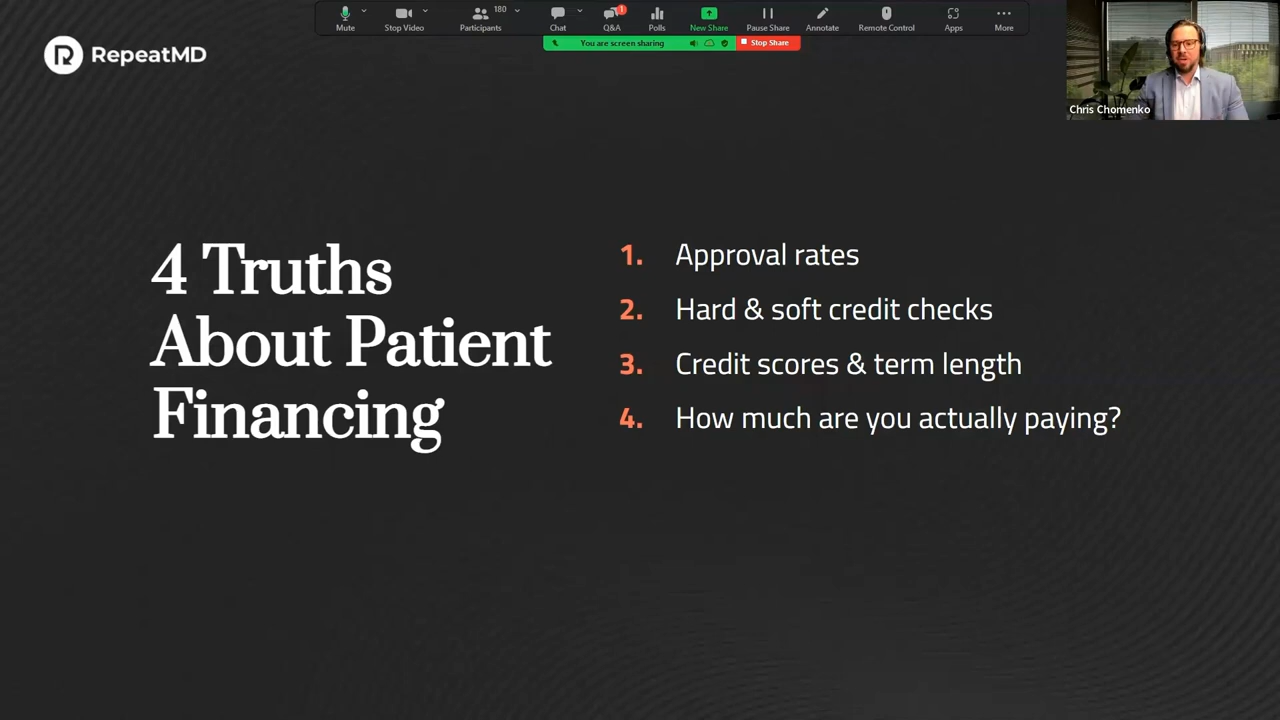 Mute
Stop Video
Participants
180
Chat
Q&A
1
Polls
New Share
Pause Share
Annotate
Remote Control
Apps
More
You are screen sharing
Stop Share
R RepeatMD
Chris Chomenko
4 Truths
About Patient
Financing
1. Approval rates
2. Hard & soft credit checks
3. Credit scores & term length
4. How much are you actually paying?